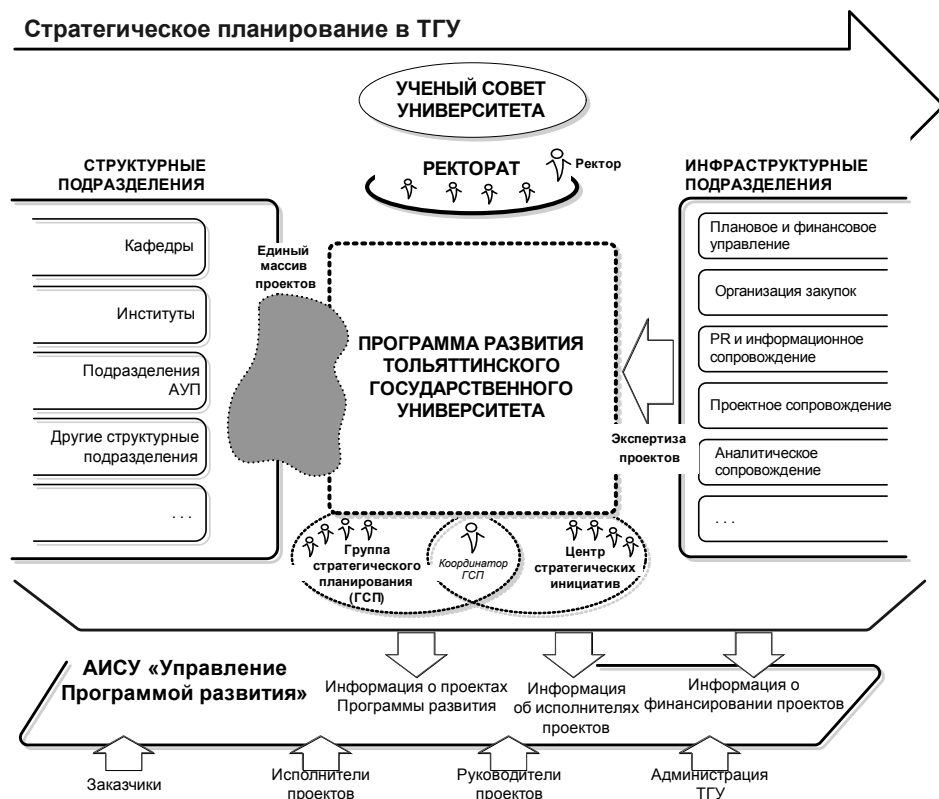 Стратегическое планирование в ТГУ
УЧЕНЫЙ СОВЕТ
УНИВЕРСИТЕТА
РЕКТОРАТ
Ректор
СТРУКТУРНЫЕ
ПОДРАЗДЕЛЕНИЯ
Кафедры
Институты
Подразделения
АУП
Другие структурные
подразделения
. . .
Единый
массив
проектов
ПРОГРАММА РАЗВИТИЯ
ТОЛЬЯТТИНСКОГО
ГОСУДАРСТВЕННОГО
УНИВЕРСИТЕТА
ИНФРАСТРУКТУРНЫЕ
ПОДРАЗДЕЛЕНИЯ
Плановое и финансовое
управление
Организация закупок
PR и информационное
сопровождение
Проектное сопровождение
Аналитическое
сопровождение
. . .
Экспертиза
проектов
Группа
стратегического
планирования
(ГСП)
Координатор
ГСП
Центр
стратегических
инициатив
АИСУ «Управление
Программой развития»
Информация о проектах
Программы развития
Информация
об исполнителях
проектов
Информация о
финансировании проектов
Заказчики
Исполнители
проектов
Руководители
проектов
Администрация
ТГУ